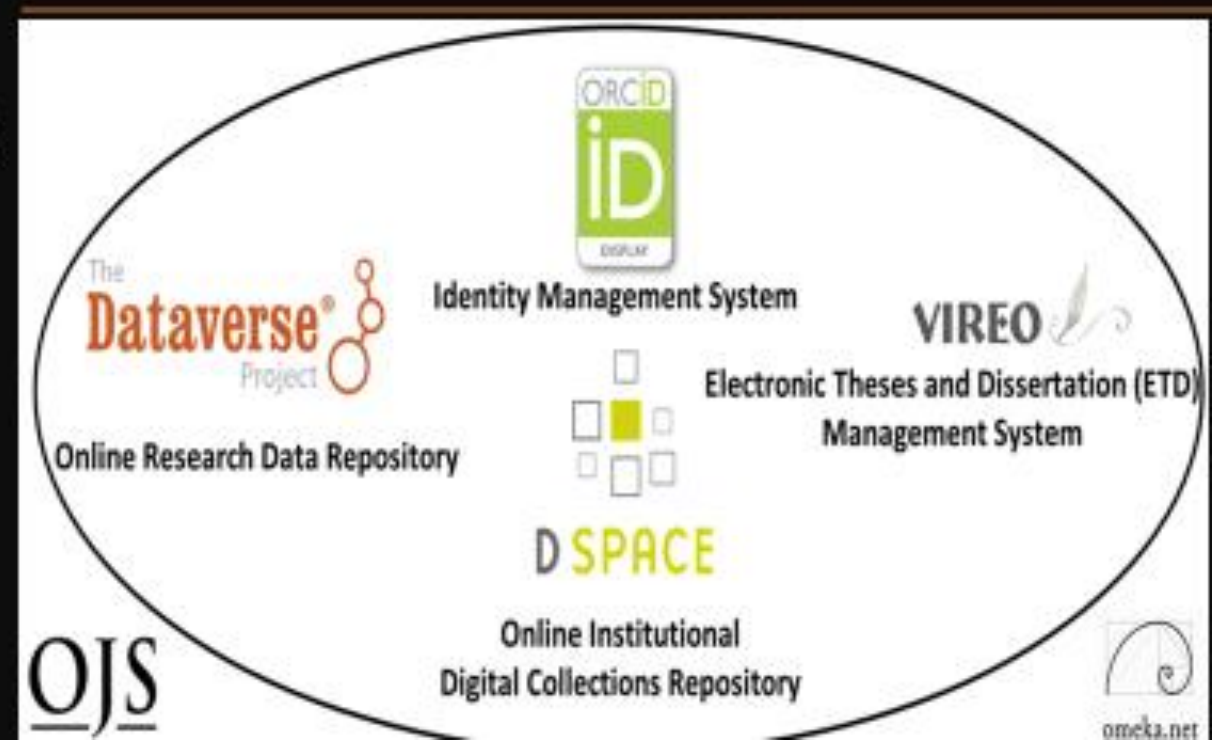 ORCID
iD
DISPLAY
Identity Management System
The
Dataverse®
Project
Online Research Data Repository
VIREO
Electronic Theses and Dissertation (ETD)
Management System
D SPACE
Online Institutional
Digital Collections Repository
OJS
omeka.net